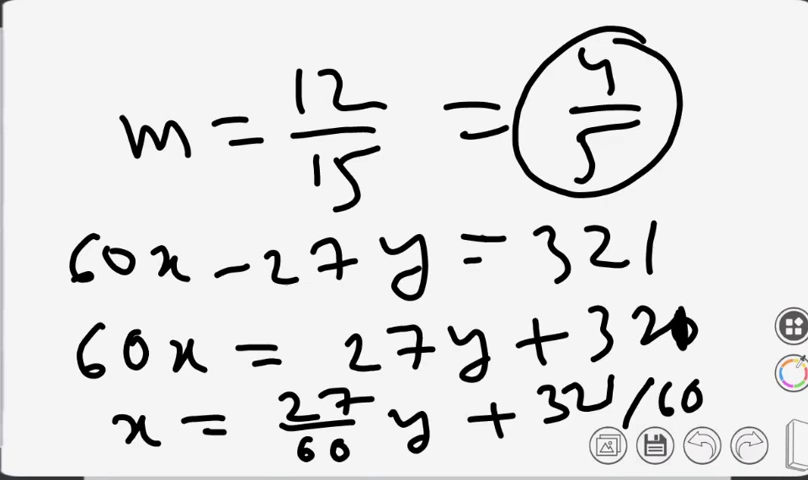 m = 12/15 = 4/5
60x - 27y = 321
60x = 27y + 321
x = 27/60 y + 321/60